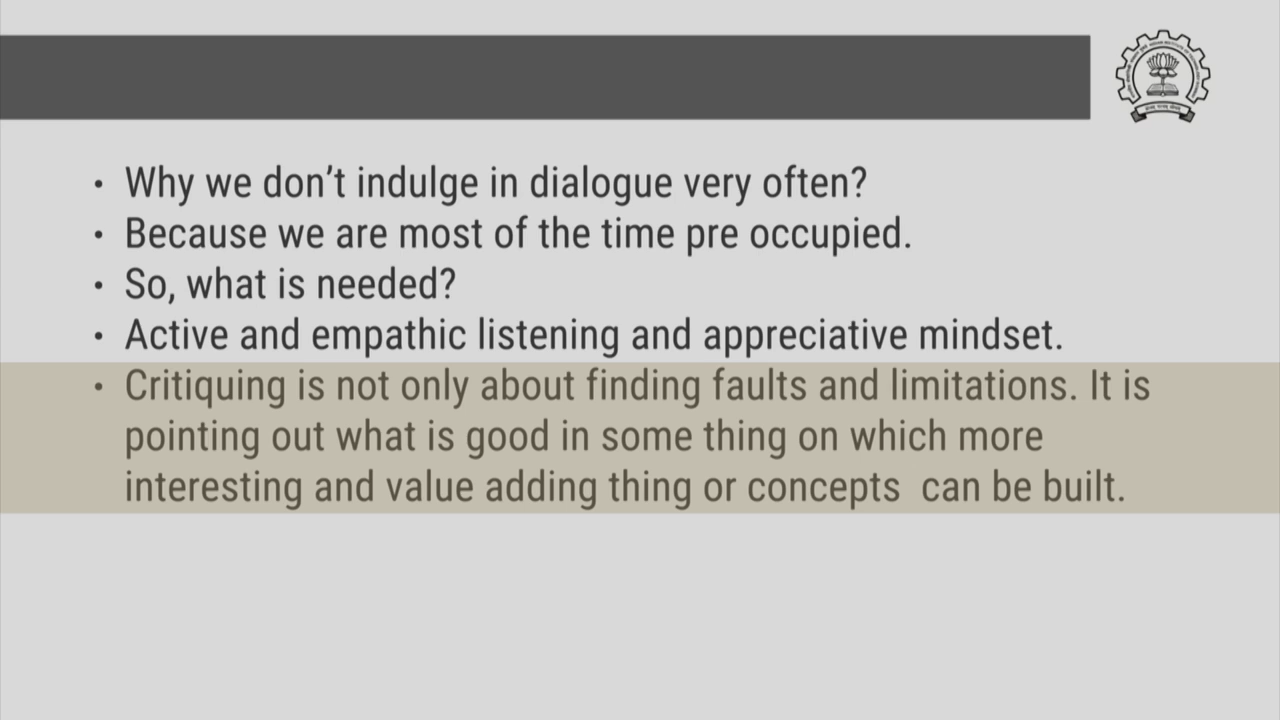 • Why we don't indulge in dialogue very often?
• Because we are most of the time pre occupied.
• So, what is needed?
• Active and empathic listening and appreciative mindset.
• Critiquing is not only about finding faults and limitations. It is
pointing out what is good in some thing on which more
interesting and value adding thing or concepts  can be built.